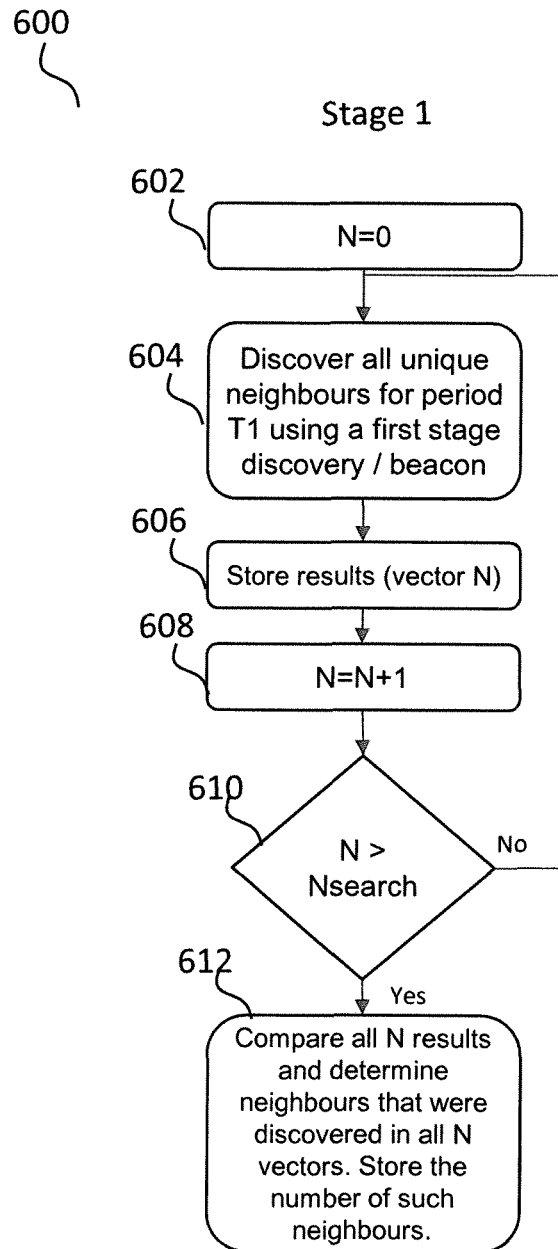 600
Stage 1
602
N=0
604
Discover all unique
neighbours for period
T1 using a first stage
discovery / beacon
606
Store results (vector N)
608
N=N+1
610
N >
Nsearch
No
612
Yes
Compare all N results
and determine
neighbours that were
discovered in all N
vectors. Store the
number of such
neighbours.